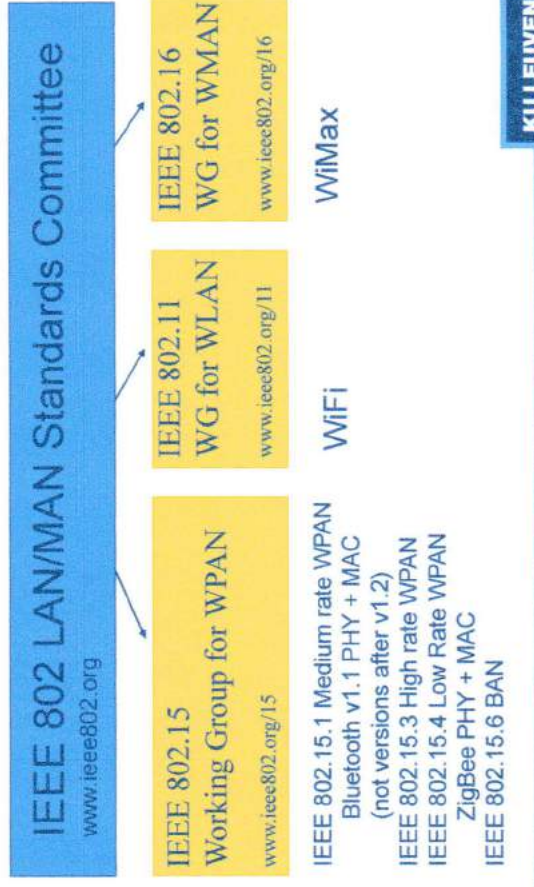 IEEE 802 LAN/MAN Standards Committee
www.ieee802.org
IEEE 802.15
Working Group for WPAN
www.ieee802.org/15
IEEE 802.11
WG for WLAN
www.ieee802.org/11
IEEE 802.16
WG for WMAN
www.ieee802.org/16
IEEE 802.15.1 Medium rate WPAN
Bluetooth v1.1 PHY + MAC
(not versions after v1.2)
IEEE 802.15.3 High rate WPAN
IEEE 802.15.4 Low Rate WPAN
ZigBee PHY + MAC
IEEE 802.15.6 BAN
WiFi
WiMax
KU LEUVEN